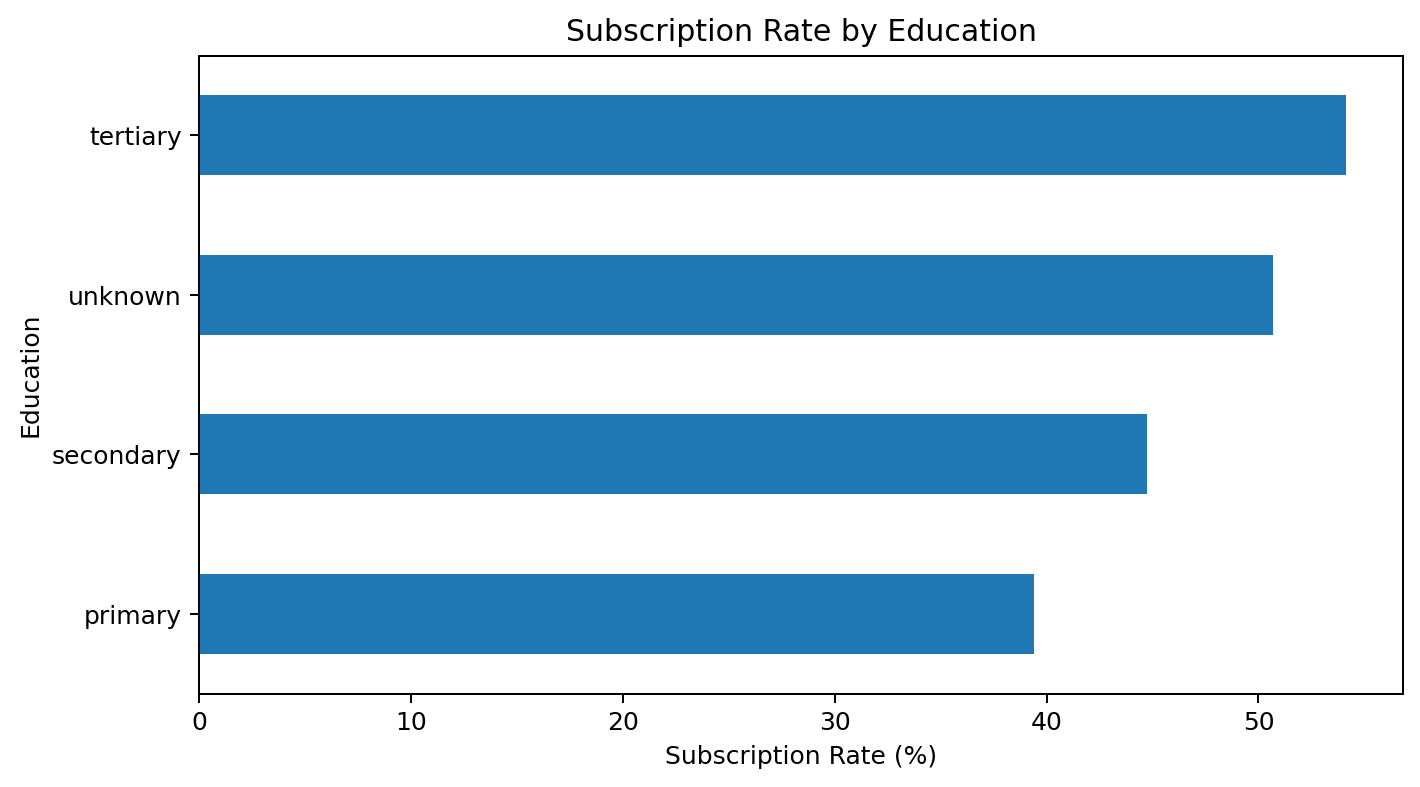 Subscription Rate by Education
Education
tertiary
unknown
secondary
primary
0 10 20 30 40 50
Subscription Rate (%)